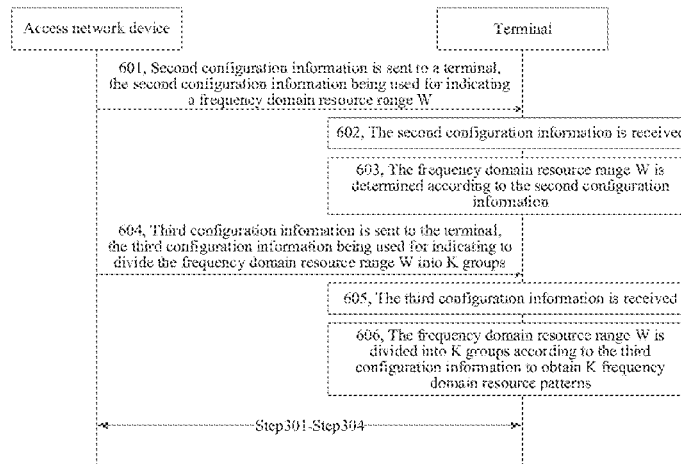 Access network device
Terminal
601, Second configuration information is sent to a terminal,
the second configuration information being used for indicating
a frequency domain resource range W
602, The second configuration information is received
603, The frequency domain resource range W is
determined according to the second configuration
information
604, Third configuration information is sent to the terminal,
the third configuration information being used for indicating to
divide the frequency domain resource range W into K groups
605, The third configuration information is received
606, The frequency domain resource range W is
divided into K groups according to the third
configuration information to obtain K frequency
domain resource patterns
Step301-Step304